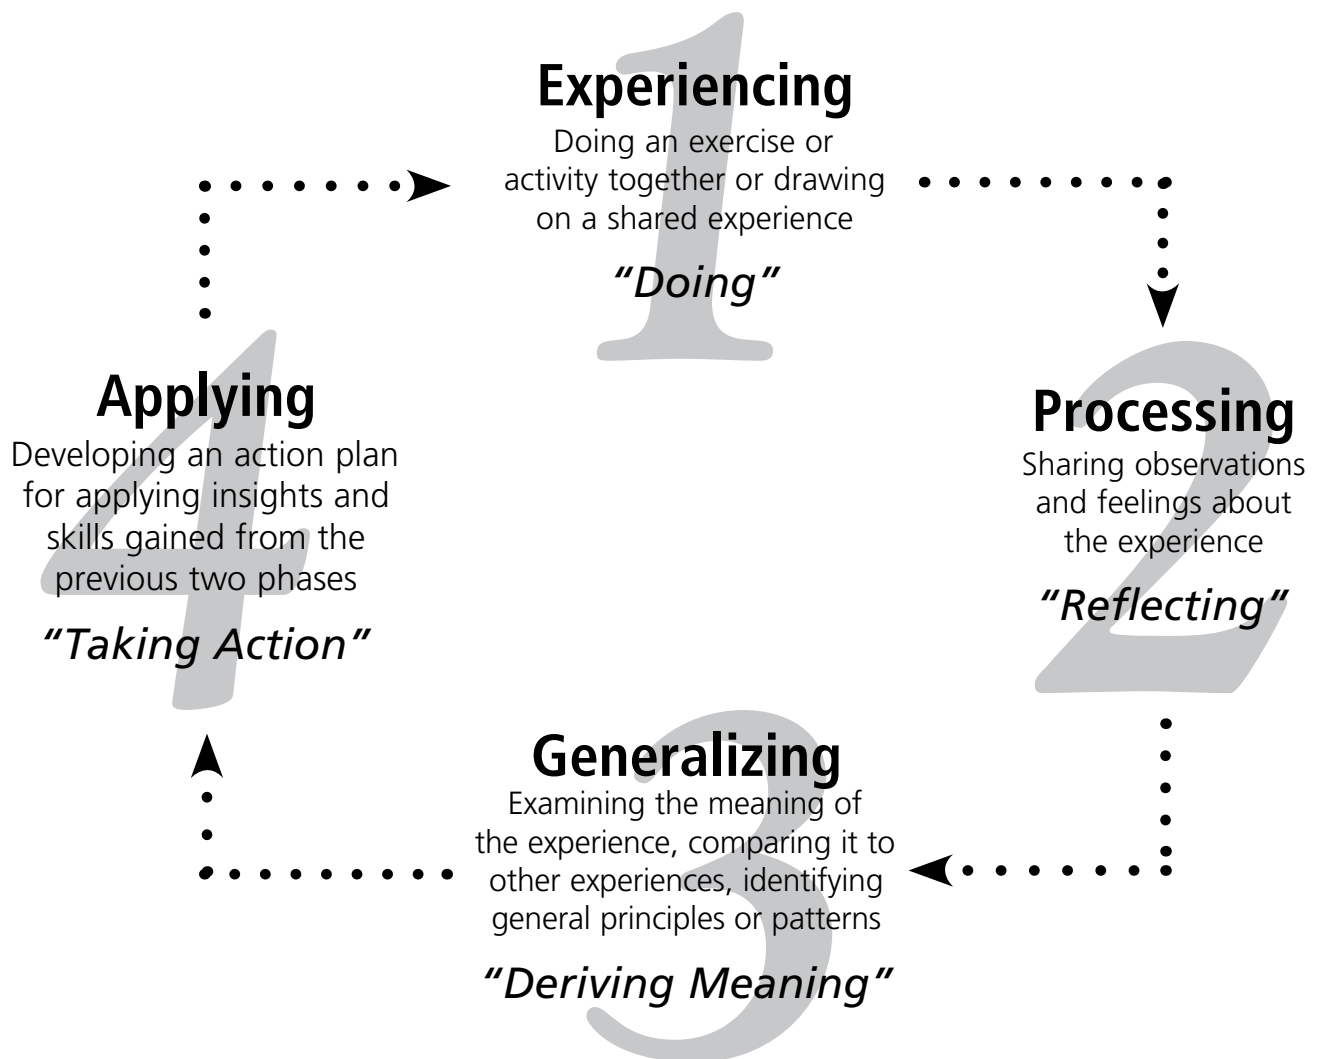 1
Experiencing
Doing an exercise or
activity together or drawing
on a shared experience
“Doing”
2
Processing
Sharing observations
and feelings about
the experience
“Reflecting”
3
Generalizing
Examining the meaning of
the experience, comparing it to
other experiences, identifying
general principles or patterns
“Deriving Meaning”
4
Applying
Developing an action plan
for applying insights and
skills gained from the
previous two phases
“Taking Action”